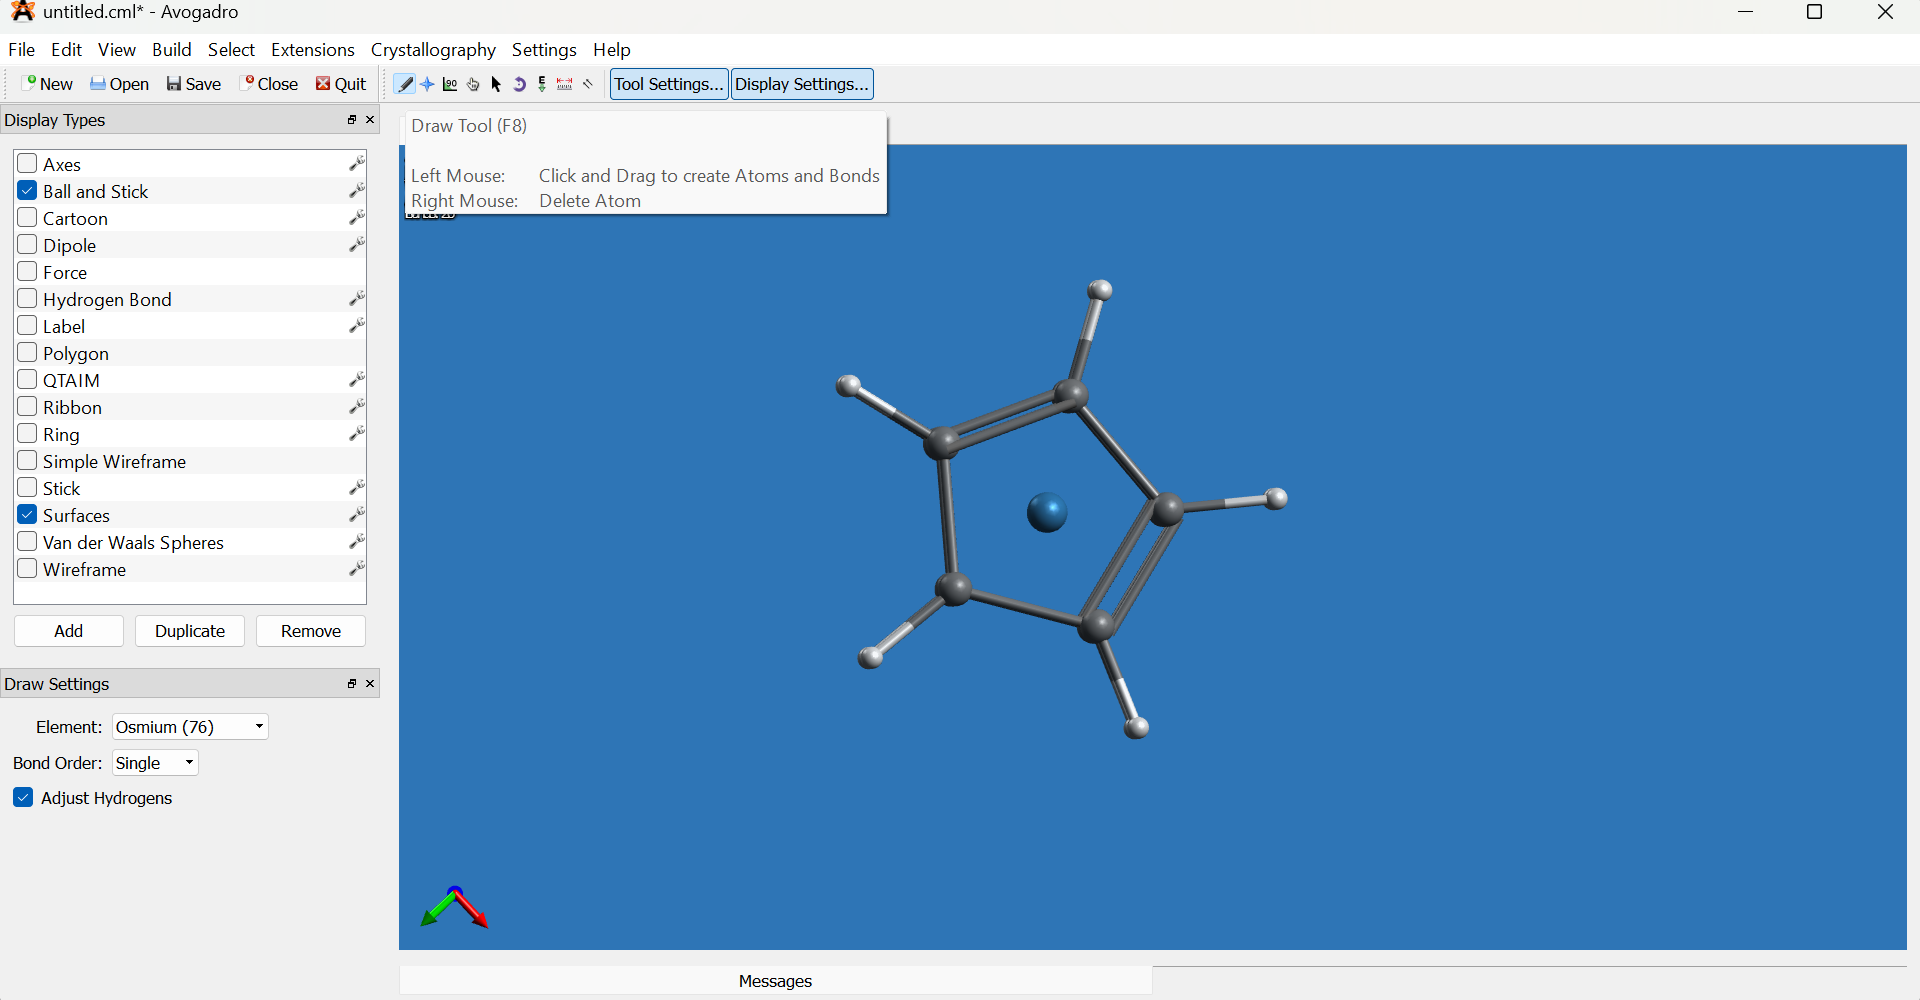 untitled.cml* - Avogadro
File Edit View Build Select Extensions Crystallography Settings Help
New Open Save Close Quit Tool Settings... Display Settings...
Display Types
Draw Tool (F8)
Left Mouse: Click and Drag to create Atoms and Bonds
Right Mouse: Delete Atom
Axes
Ball and Stick
Cartoon
Dipole
Force
Hydrogen Bond
Label
Polygon
QTAIM
Ribbon
Ring
Simple Wireframe
Stick
Surfaces
Van der Waals Spheres
Wireframe
Add Duplicate Remove
Draw Settings
Element: Osmium (76)
Bond Order: Single
Adjust Hydrogens
Messages